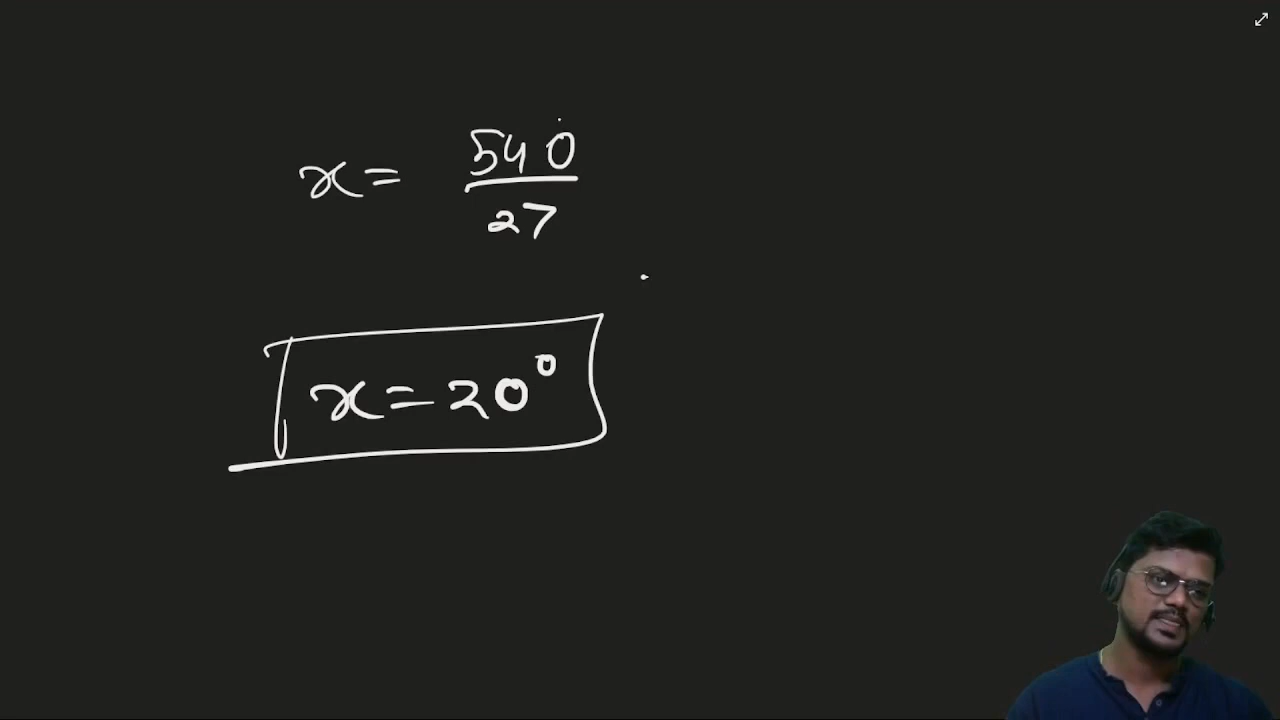 x = 540/27
x = 20°